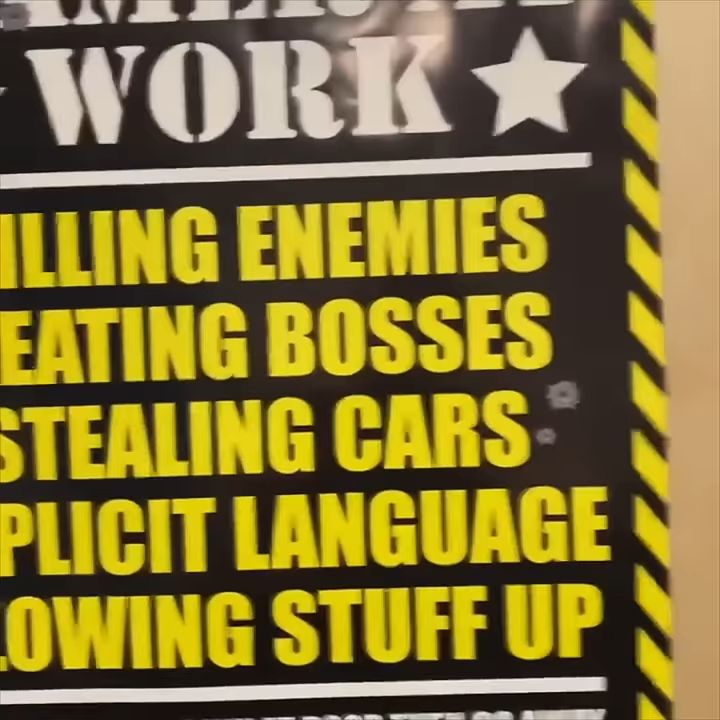 WORK
ILLING ENEMIES
EATING BOSSES
STEALING CARS
PLICIT LANGUAGE
LOWING STUFF UP